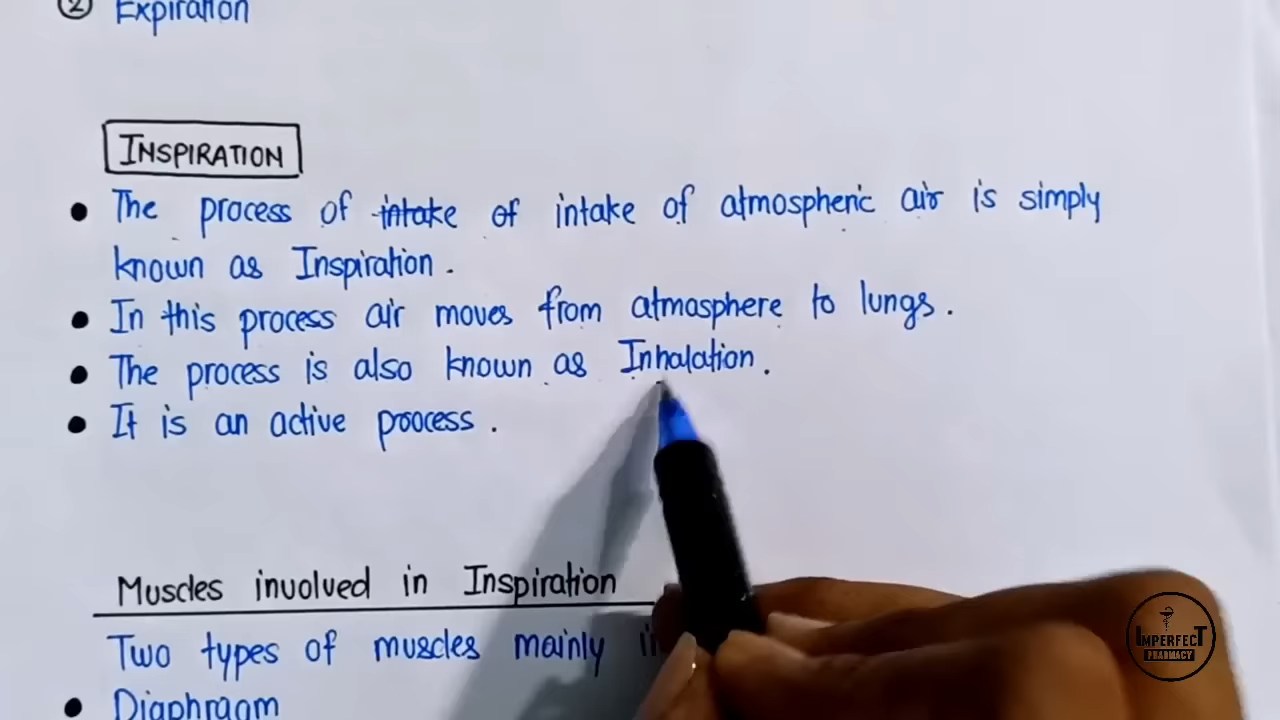 ② Expiration
INSPIRATION
• The process of ~~intake of~~ intake of atmospheric air is simply
known as Inspiration.
• In this process air moves from atmosphere to lungs.
• The process is also known as Inhalation.
• It is an active process.
Muscles involved in Inspiration
Two types of muscles mainly
• Diaphragm
IMPERFECT
PHARMACY